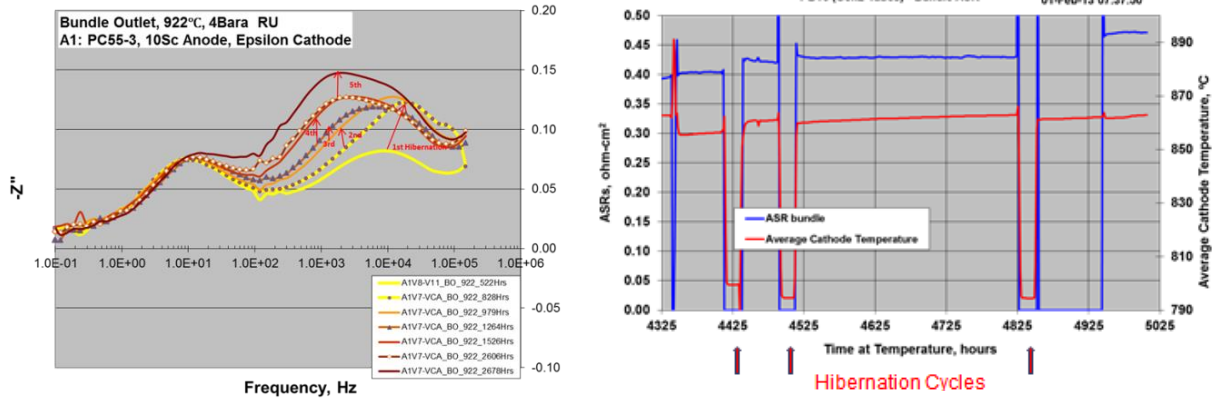 Bundle Outlet, 922℃, 4Bara RU
A1: PC55-3, 10Sc Anode, Epsilon Cathode
0.20
0.15
0.10
0.05
0.00
-0.05
-0.10
-Z"
5th
4th
3rd
2nd
1st Hibernation
1.0E-01 1.0E+00 1.0E+01 1.0E+02 1.0E+03 1.0E+04 1.0E+05 1.0E+06
A1V8-V11_BO_922_522Hrs
A1V7-VCA_BO_922_828Hrs
A1V7-VCA_BO_922_979Hrs
A1V7-VCA_BO_922_1264Hrs
A1V7-VCA_BO_922_1526Hrs
A1V7-VCA_BO_922_2606Hrs
A1V7-VCA_BO_922_2678Hrs
Frequency, Hz
0.50
0.45
0.40
0.35
0.30
0.25
0.20
0.15
0.10
0.05
0.00
ASRs, ohm-cm²
ASR bundle
Average Cathode Temperature
890
870
850
830
810
790
Average Cathode Temperature, ºC
4325 4425 4525 4625 4725 4825 4925 5025
Time at Temperature, hours
Hibernation Cycles